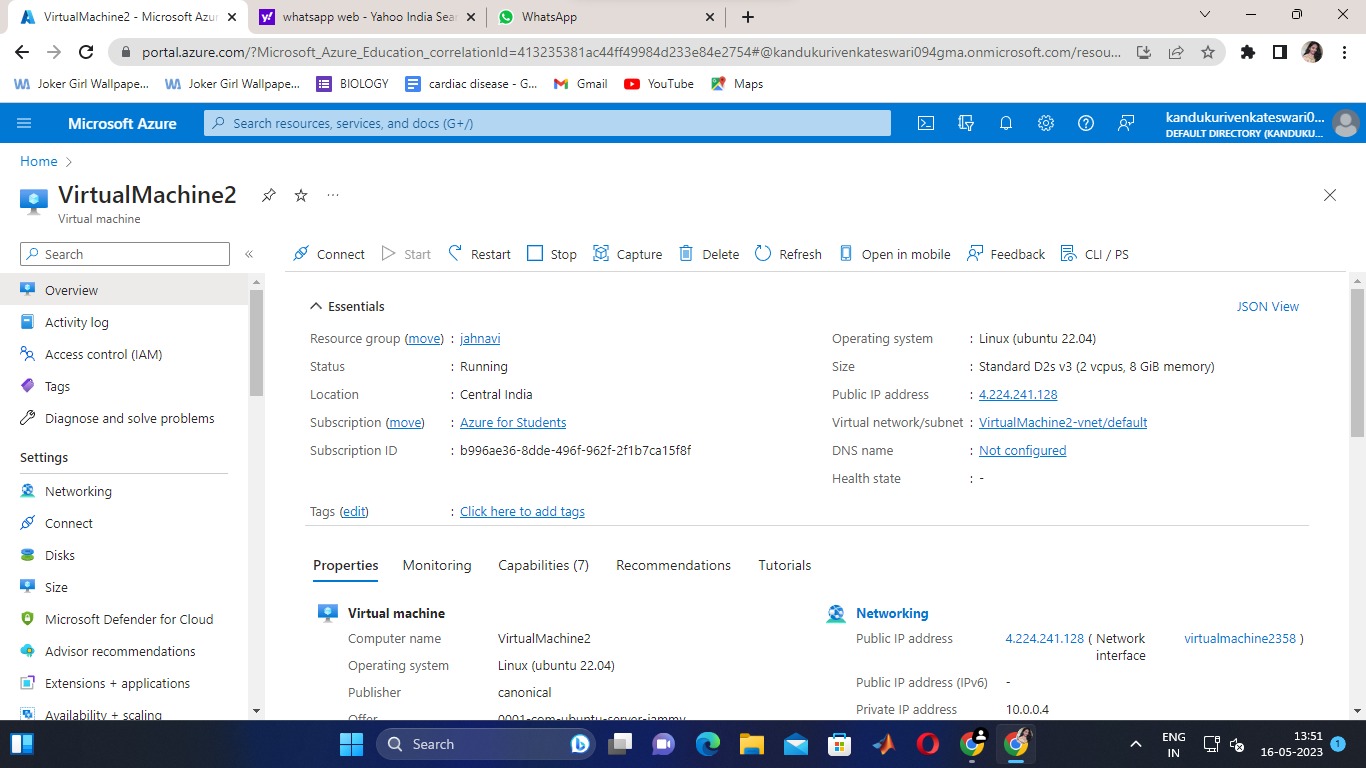 VirtualMachine2 - Microsoft Azu
whatsapp web - Yahoo India Sea
WhatsApp
portal.azure.com/?Microsoft_Azure_Education_correlationId=413235381ac44ff49984d233e84e2754#@kandukurivenkateswari094gma.onmicrosoft.com/resou...
Joker Girl Wallpape...
Joker Girl Wallpape...
BIOLOGY
cardiac disease - G...
Gmail
YouTube
Maps
Microsoft Azure
Search resources, services, and docs (G+/)
kandukurivenkateswari0...
DEFAULT DIRECTORY (KANDUKU...
Home
VirtualMachine2
Virtual machine
Search
Connect
Start
Restart
Stop
Capture
Delete
Refresh
Open in mobile
Feedback
CLI / PS
Overview
Activity log
Access control (IAM)
Tags
Diagnose and solve problems
Settings
Networking
Connect
Disks
Size
Microsoft Defender for Cloud
Advisor recommendations
Extensions + applications
Availability + scaling
Essentials
JSON View
Resource group (move) : jahnavi
Status : Running
Location : Central India
Subscription (move) : Azure for Students
Subscription ID : b996ae36-8dde-496f-962f-2f1b7ca15f8f
Operating system : Linux (ubuntu 22.04)
Size : Standard D2s v3 (2 vcpus, 8 GiB memory)
Public IP address : 4.224.241.128
Virtual network/subnet : VirtualMachine2-vnet/default
DNS name : Not configured
Health state : -
Tags (edit) : Click here to add tags
Properties
Monitoring
Capabilities (7)
Recommendations
Tutorials
Virtual machine
Computer name VirtualMachine2
Operating system Linux (ubuntu 22.04)
Publisher canonical
Offer 0001-com-ubuntu-server-jammy
Networking
Public IP address 4.224.241.128 ( Network interface virtualmachine2358 )
Public IP address (IPv6) -
Private IP address 10.0.0.4
Search
ENG
IN
13:51
16-05-2023
1